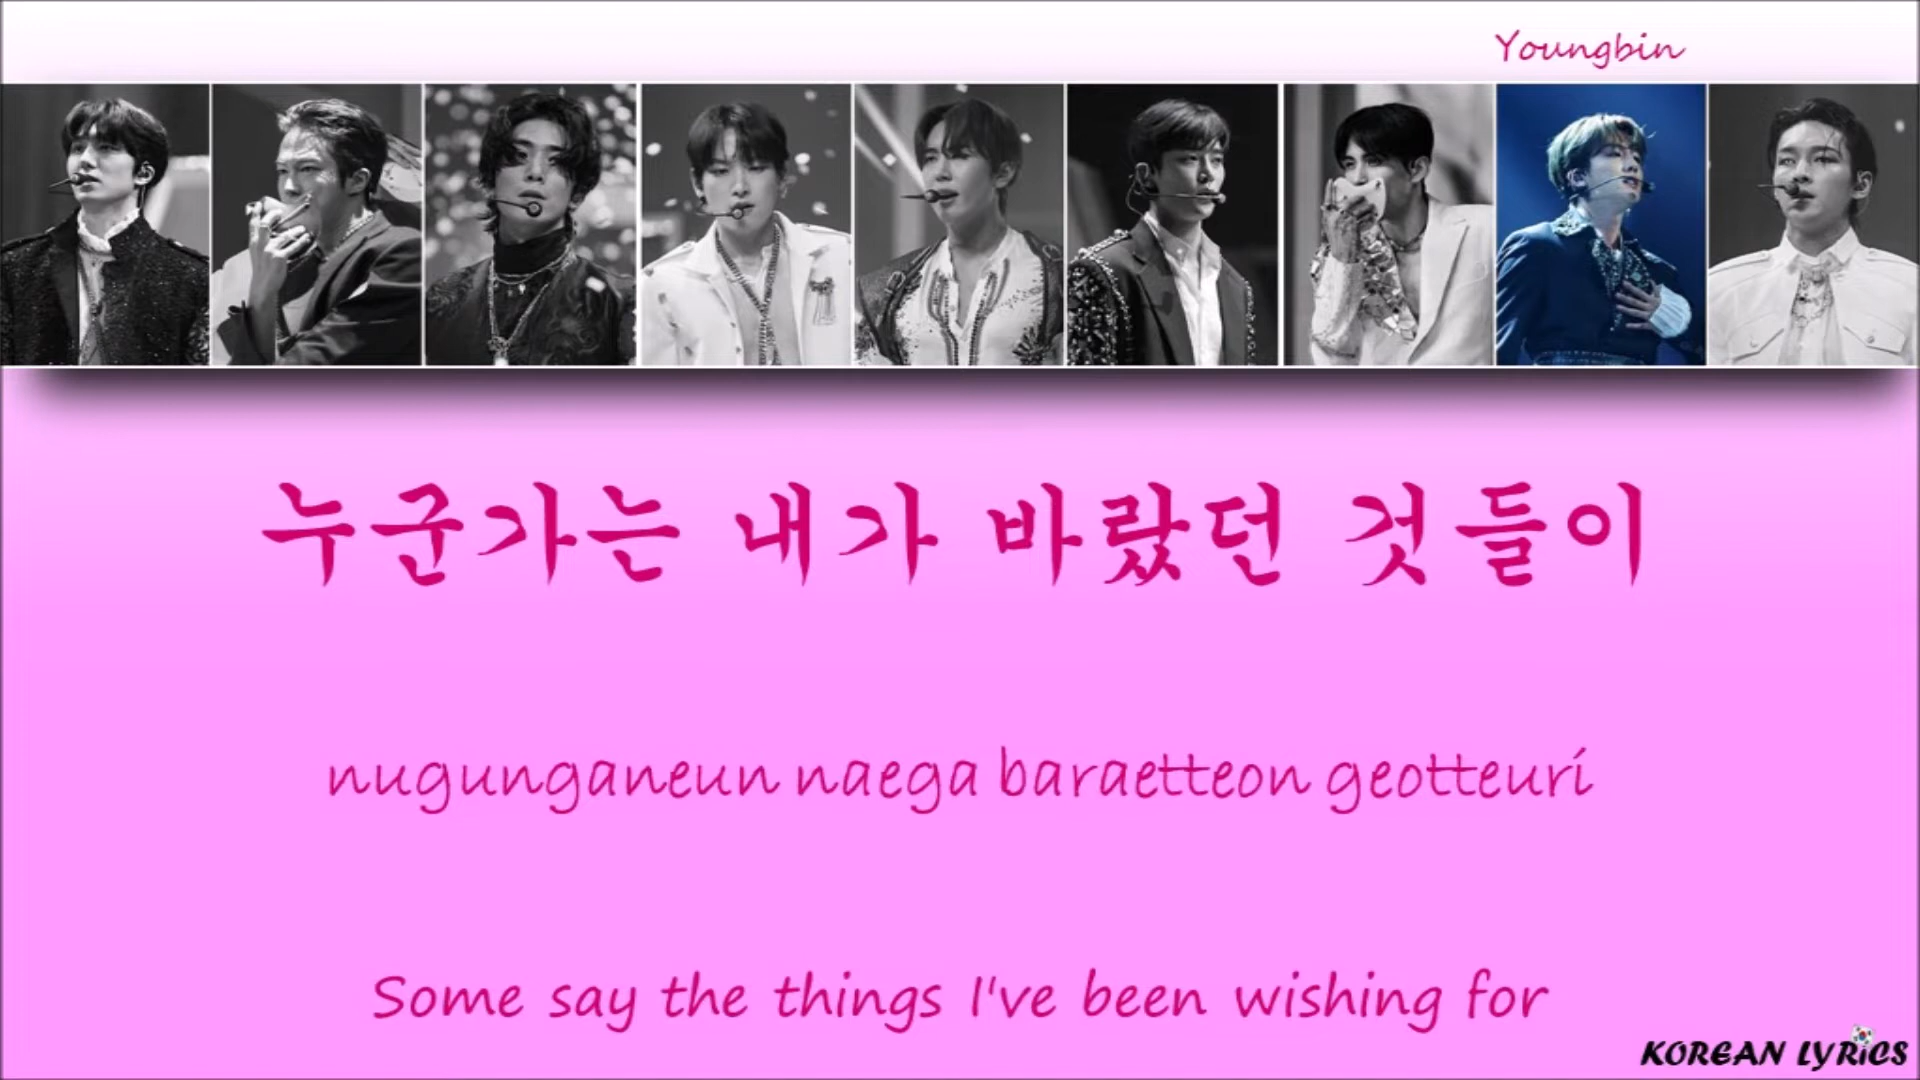 Youngbin
누군가는 내가 바랐던 것들이
nugunganeun naega baraetteon geotteuri
Some say the things I've been wishing for
KOREAN LYRICS